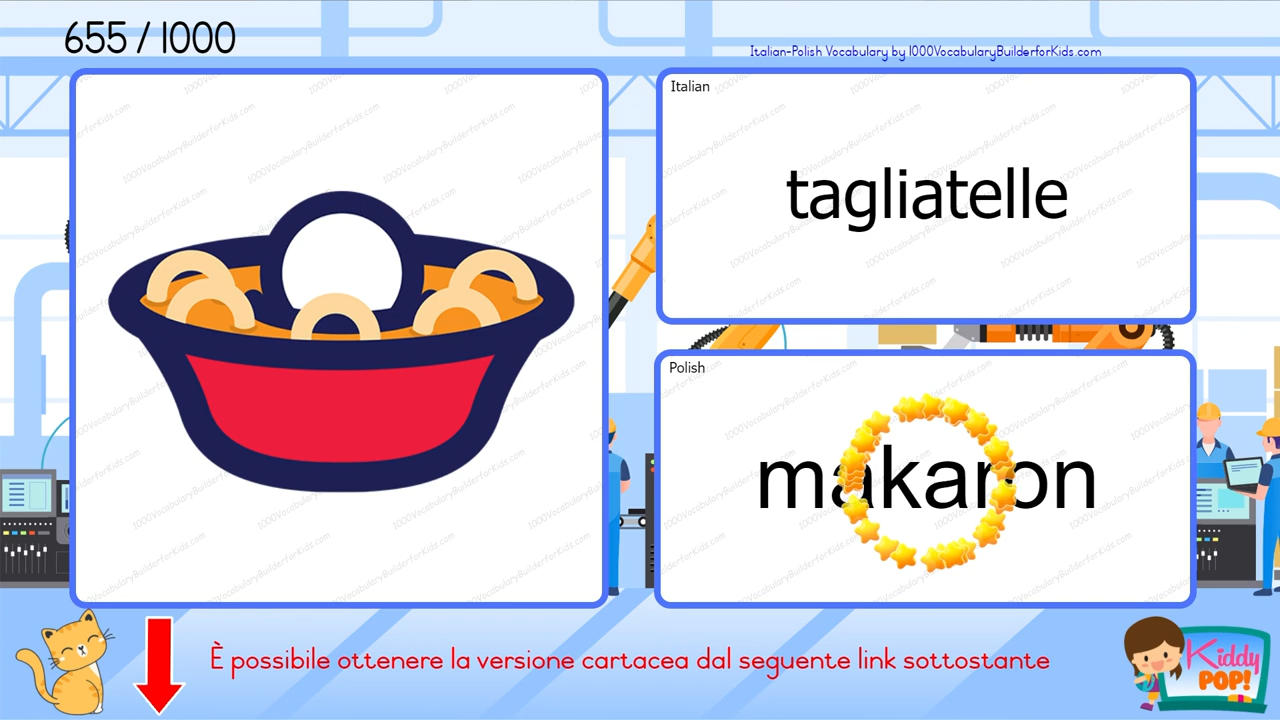 655 / 1000
Italian-Polish Vocabulary by 1000VocabularyBuilderforKids.com
Italian
tagliatelle
Polish
makaron
È possibile ottenere la versione cartacea dal seguente link sottostante
Kiddy
POP!